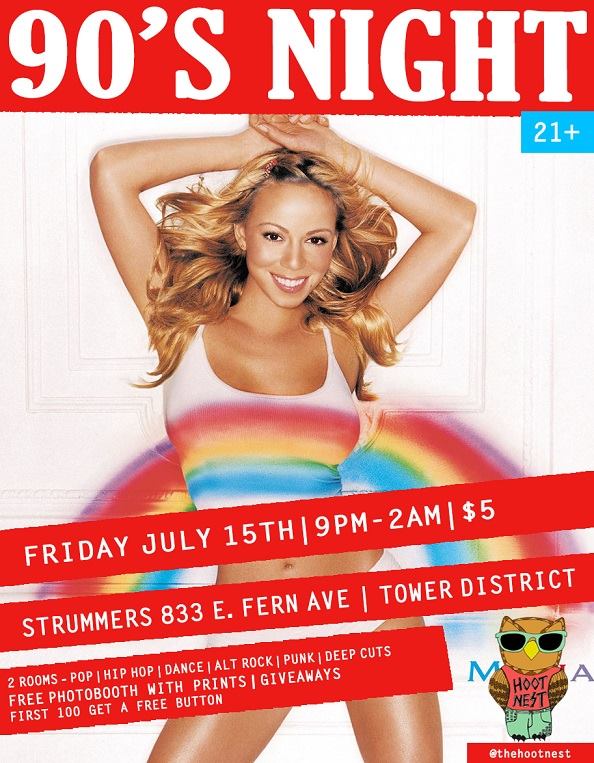 90'S NIGHT
21+
FRIDAY JULY 15TH|9PM-2AM|$5
STRUMMERS 833 E. FERN AVE | TOWER DISTRICT
2 ROOMS - POP | HIP HOP | DANCE | ALT ROCK | PUNK | DEEP CUTS
FREE PHOTOBOOTH WITH PRINTS | GIVEAWAYS
FIRST 100 GET A FREE BUTTON
HOOT
NEST
@thehootnest